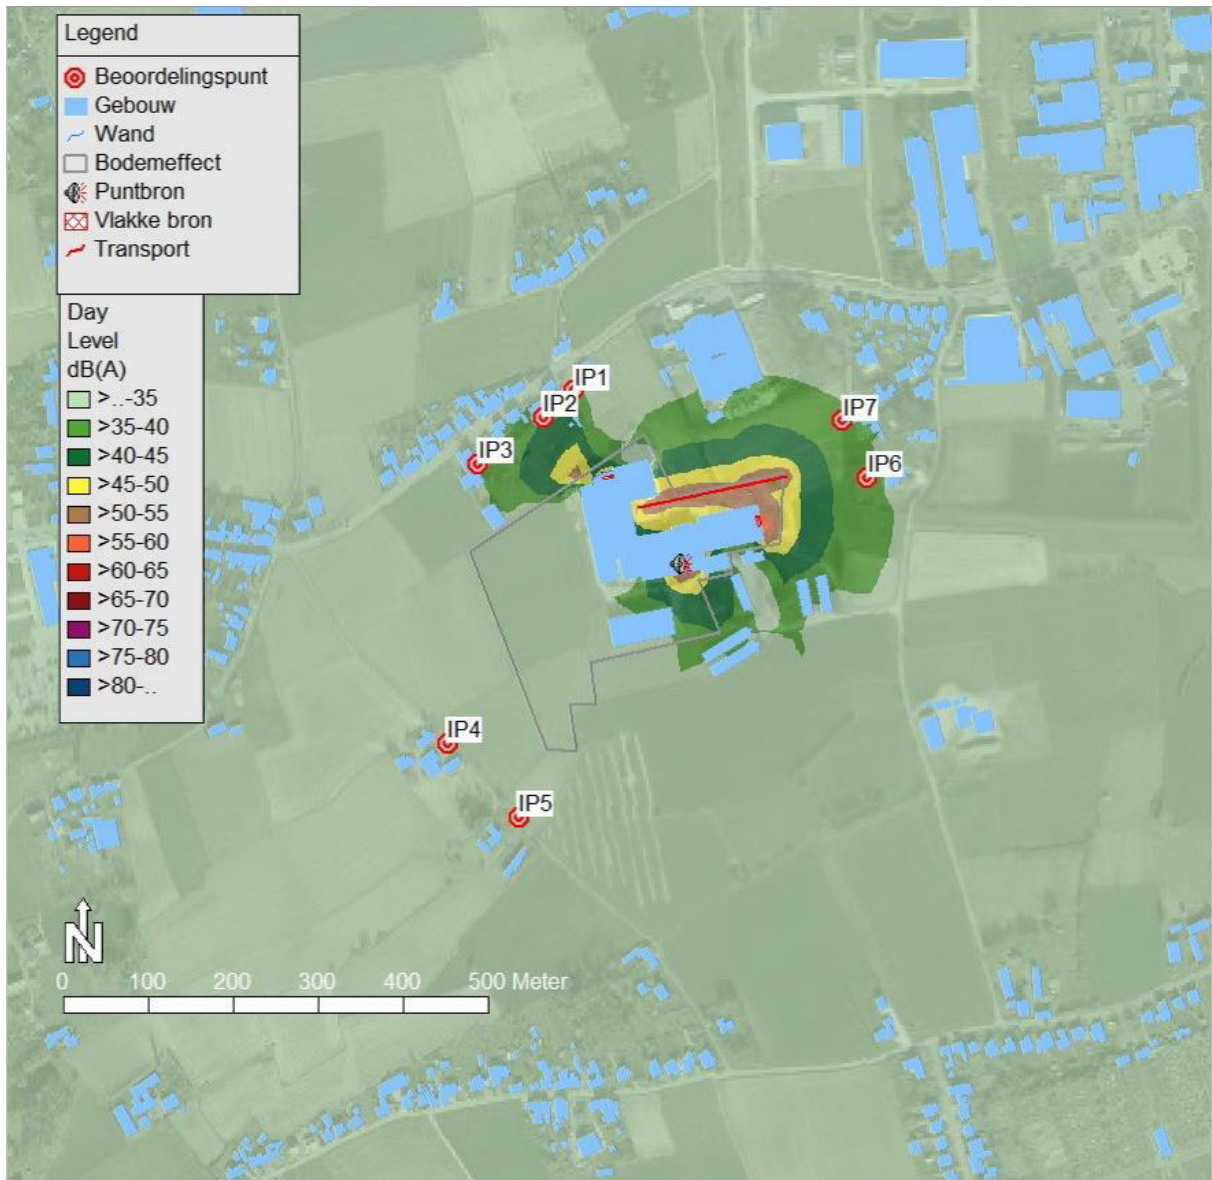 Legend
Beoordelingspunt
Gebouw
Wand
Bodemeffect
Puntbron
Vlakke bron
Transport
Day
Level
dB(A)
>..-35
>35-40
>40-45
>45-50
>50-55
>55-60
>60-65
>65-70
>70-75
>75-80
>80-..
IP1
IP2
IP3
IP7
IP6
IP4
IP5
N
0 100 200 300 400 500 Meter